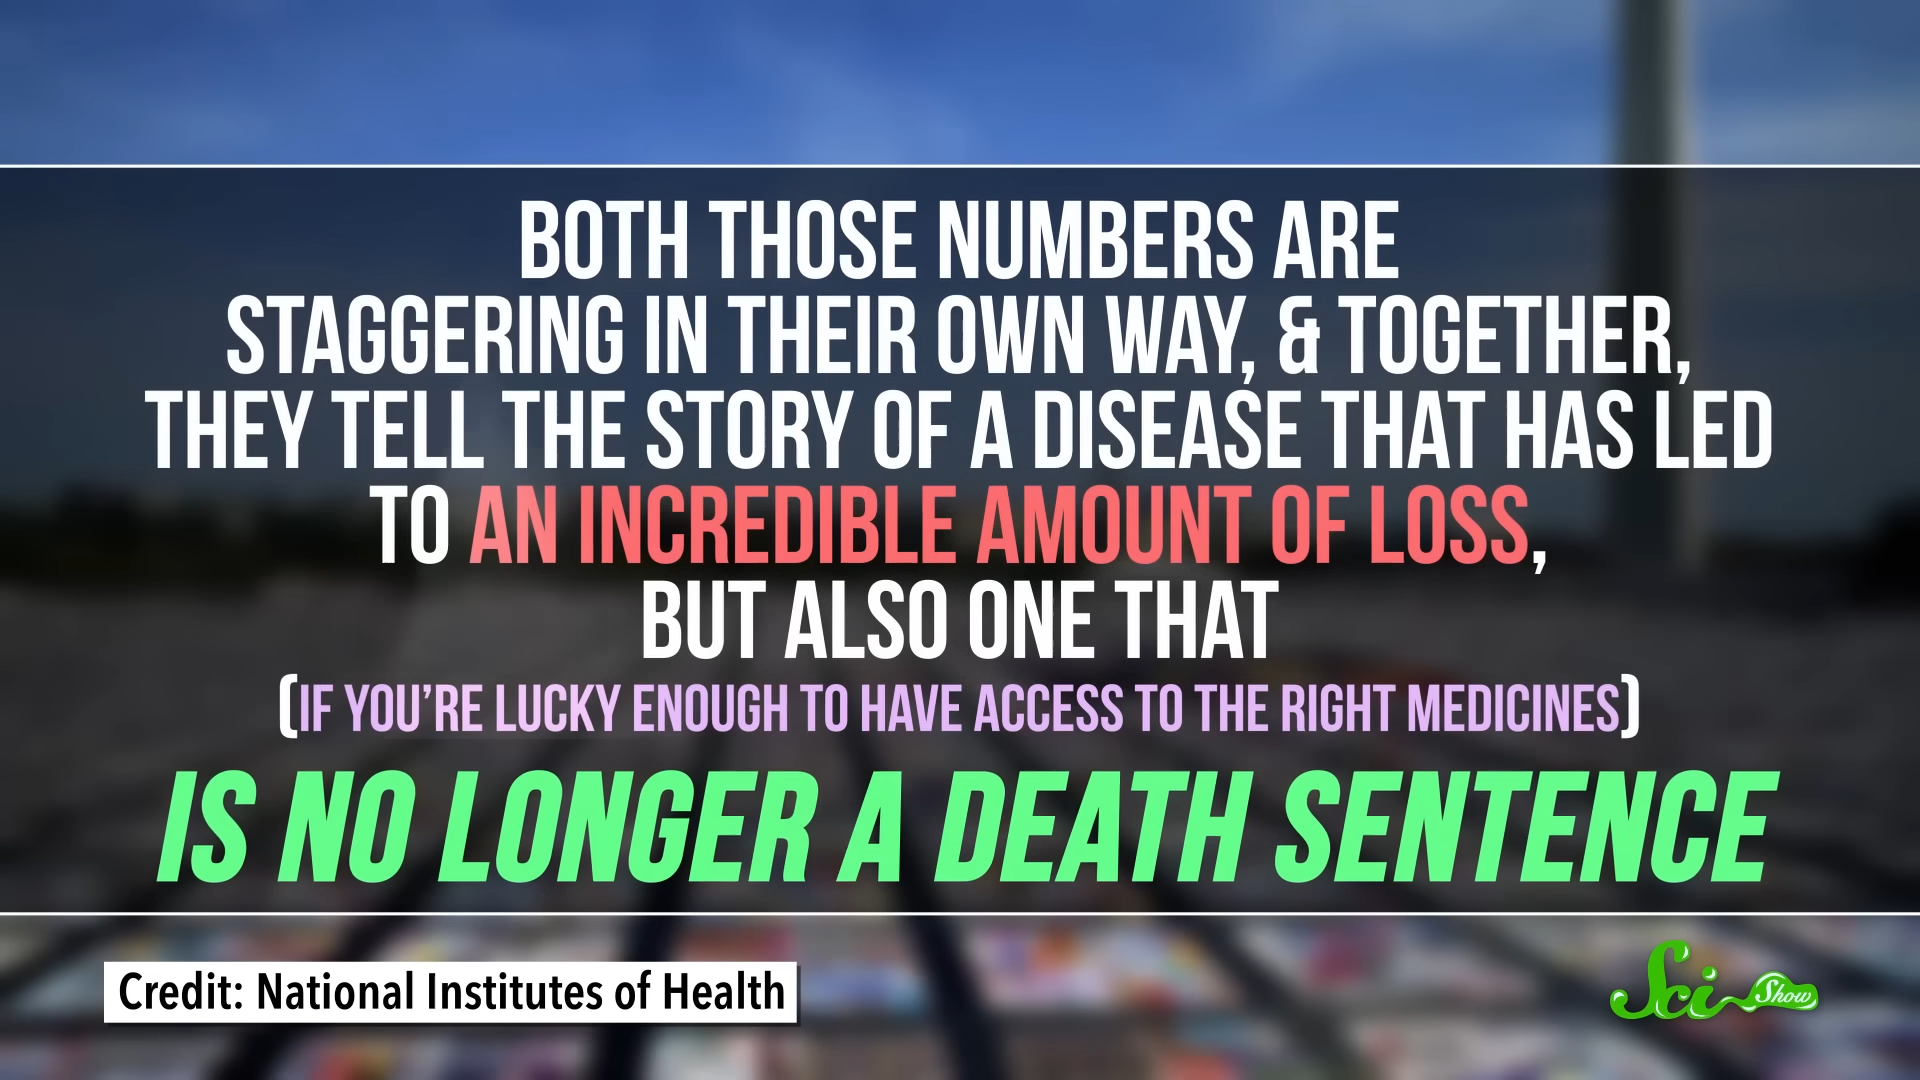 BOTH THOSE NUMBERS ARE
STAGGERING IN THEIR OWN WAY, & TOGETHER,
THEY TELL THE STORY OF A DISEASE THAT HAS LED
TO AN INCREDIBLE AMOUNT OF LOSS,
BUT ALSO ONE THAT
(IF YOU'RE LUCKY ENOUGH TO HAVE ACCESS TO THE RIGHT MEDICINES)
IS NO LONGER A DEATH SENTENCE
Credit: National Institutes of Health
Sci Show